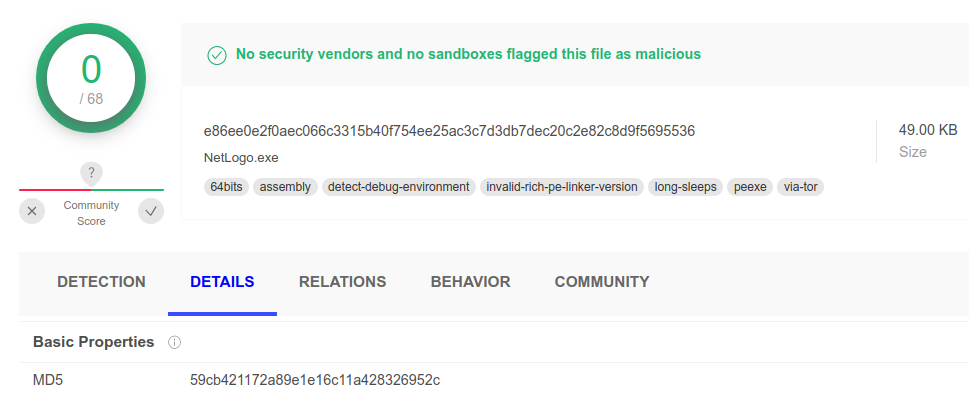 0
/ 68
?
Community
Score
No security vendors and no sandboxes flagged this file as malicious
e86ee0e2f0aec066c3315b40f754ee25ac3c7d3db7dec20c2e82c8d9f5695536
NetLogo.exe
64bits assembly detect-debug-environment invalid-rich-pe-linker-version long-sleeps peexe via-tor
49.00 KB
Size
DETECTION DETAILS RELATIONS BEHAVIOR COMMUNITY
Basic Properties
MD5 59cb421172a89e1e16c11a428326952c